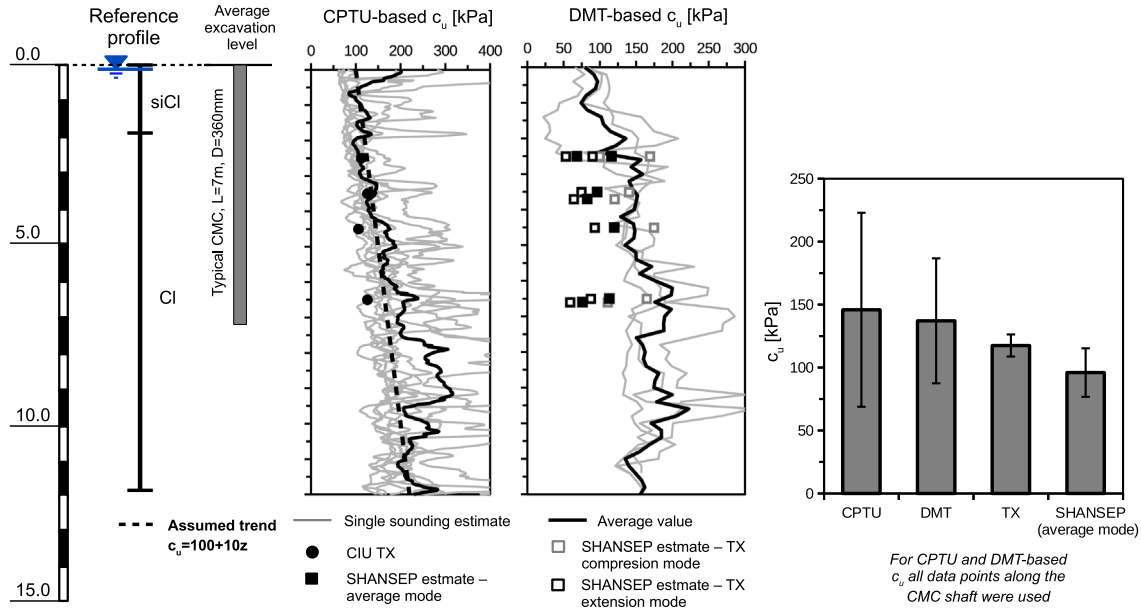 Reference
profile
Average
excavation
level
CPTU-based cu [kPa]
0 100 200 300 400
DMT-based cu [kPa]
0 50 100 150 200 250 300
0.0
5.0
10.0
15.0
siCl
Cl
Typical CMC, L=7m, D=360mm
Assumed trend
cu=100+10z
Single sounding estimate
CIU TX
SHANSEP estmate –
average mode
Average value
SHANSEP estmate – TX
compresion mode
SHANSEP estmate – TX
extension mode
cu [kPa]
250
200
150
100
50
0
CPTU DMT TX SHANSEP
(average mode)
For CPTU and DMT-based
cu all data points along the
CMC shaft were used